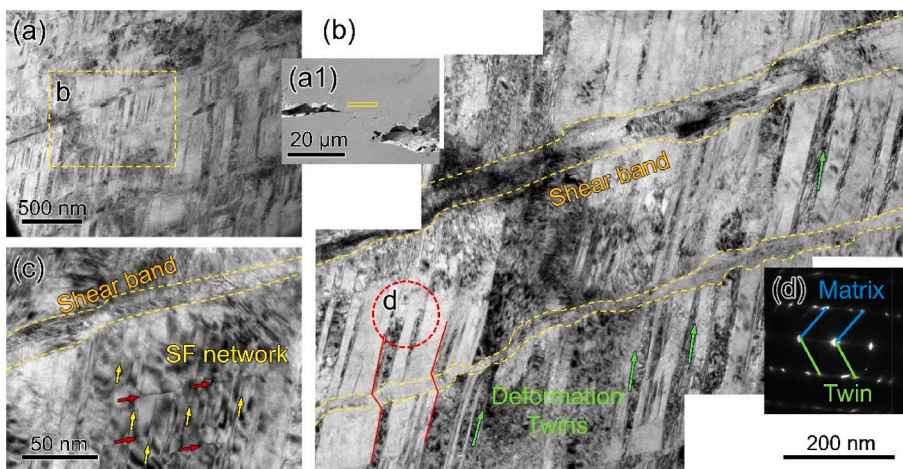 (a)
b
500 nm
(a1)
20 µm
(b)
Shear band
d
Deformation
Twins
200 nm
(c)
Shear band
SF network
50 nm
(d)
Matrix
Twin